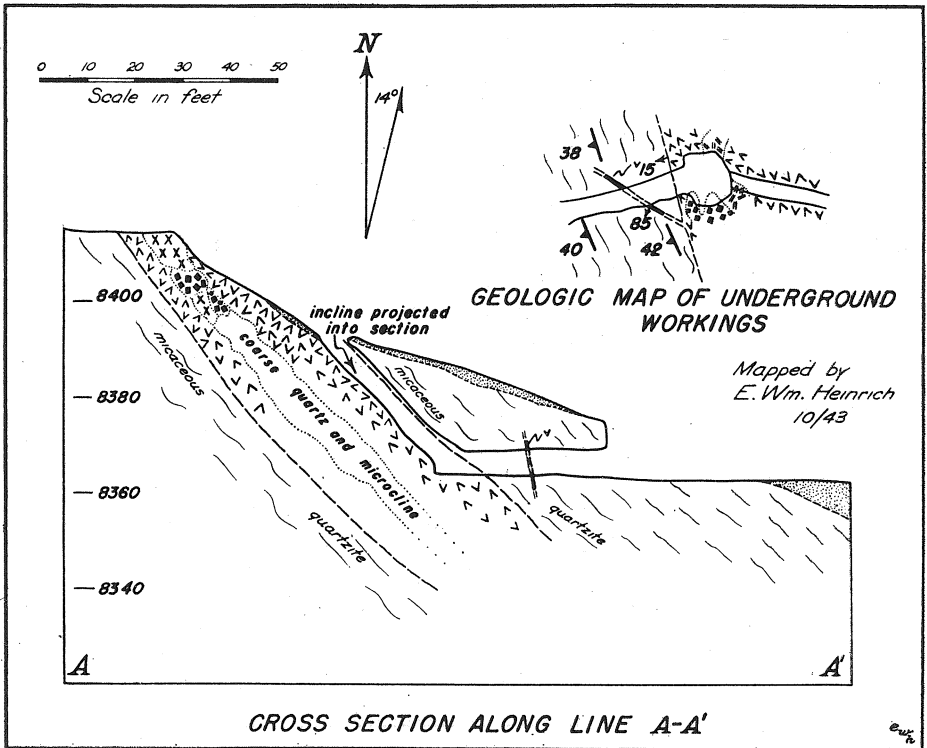 0 10 20 30 40 50
Scale in feet
N
14°
38
15
85
40
42
GEOLOGIC MAP OF UNDERGROUND
WORKINGS
Mapped by
E. Wm. Heinrich
10/43
8400
8380
8360
8340
incline projected
into section
micaceous
quartzite
coarse quartz and microcline
micaceous
quartzite
A
A'
CROSS SECTION ALONG LINE A-A'
ewh